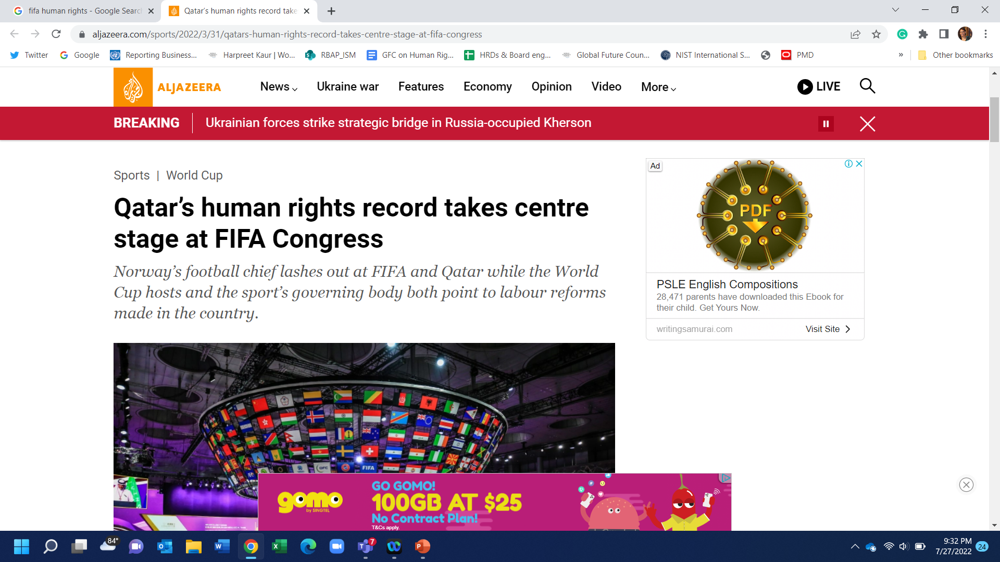 fifa human rights - Google Searc
Qatar's human rights record take
aljazeera.com/sports/2022/3/31/qatars-human-rights-record-takes-centre-stage-at-fifa-congress
Twitter
Google
Reporting Business...
Harpreet Kaur | Wo...
RBAP_ISM
GFC on Human Rig...
HRDs & Board eng...
Global Future Coun...
NIST International S...
PMD
»
Other bookmarks
ALJAZEERA
News
Ukraine war
Features
Economy
Opinion
Video
More
LIVE
BREAKING
Ukrainian forces strike strategic bridge in Russia-occupied Kherson
Sports | World Cup
Qatar's human rights record takes centre
stage at FIFA Congress
Norway's football chief lashes out at FIFA and Qatar while the World
Cup hosts and the sport's governing body both point to labour reforms
made in the country.
Ad
PDF
PSLE English Compositions
28,471 parents have downloaded this Ebook for
their child. Get Yours Now.
writingsamurai.com
Visit Site
OFC
FIFA
gomo
by SINGTEL
GO GOMO!
100GB AT $25
No Contract Plan!
T&Cs apply.
84°
7
9:32 PM
7/27/2022
24